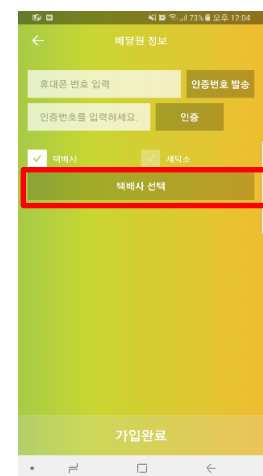 73% 오후 17:04
배달원 정보
휴대폰 번호 입력 인증번호 발송
인증번호를 입력하세요. 인증
택배사 세탁소
택배사 선택
가입완료